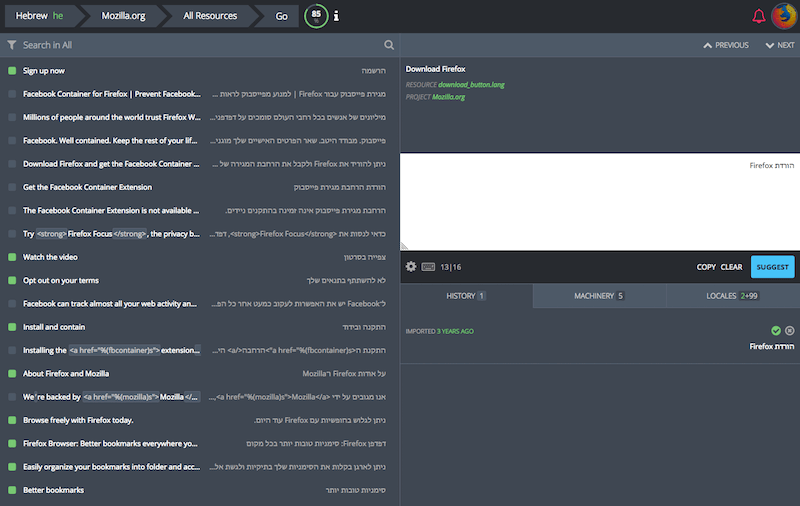 Hebrew he
Mozilla.org
All Resources
Go
85 %
Search in All
PREVIOUS
NEXT
Sign up now
הרשמה
Facebook Container for Firefox | Prevent Facebook...
מגירת פייסבוק עבור Firefox | למנוע מפייסבוק לראות ...
Millions of people around the world trust Firefox W...
מיליונים של אנשים בכל רחבי העולם סומכים על דפדפני...
Facebook. Well contained. Keep the rest of your lif...
פייסבוק. מבודד היטב. שאר הפרטים האישיים שלך מוגני...
Download Firefox and get the Facebook Container ...
ניתן להוריד את Firefox ולקבל את הרחבת המגירה של ...
Get the Facebook Container Extension
הורדת הרחבת מגירת פייסבוק
The Facebook Container Extension is not available ...
הרחבת מגירת פייסבוק אינה זמינה בהתקנים ניידים.
Try <strong>Firefox Focus</strong>, the privacy b...
כדאי לנסות את <strong>Firefox Focus</strong>, דפד...
Watch the video
צפייה בסרטון
Opt out on your terms
לא להשתתף בתנאים שלך
Facebook can track almost all your web activity an...
ל־Facebook יש את האפשרות לעקוב כמעט אחר כל הפ...
Install and contain
התקנה ובידוד
Installing the <a href="%(fbcontainer)s">extension...
התקנת ה<a href="%(fbcontainer)s">הרחבה</a> הי...
About Firefox and Mozilla
על אודות Firefox ו־Mozilla
We're backed by <a href="%(mozilla)s">Mozilla</...
אנו מגובים על ידי <a href="%(mozilla)s">Mozilla</a>,...
Browse freely with Firefox today.
ניתן לגלוש בחופשיות עם Firefox עוד היום.
Firefox Browser: Better bookmarks everywhere yo...
דפדפן Firefox: סימניות טובות יותר בכל מקום
Easily organize your bookmarks into folder and acc...
ניתן לארגן בקלות את הסימניות שלך בתיקיות ולגשת אל...
Better bookmarks
סימניות טובות יותר
Download Firefox
RESOURCE download_button.lang
PROJECT Mozilla.org
הורדת Firefox
13|16
COPY
CLEAR
SUGGEST
HISTORY 1
MACHINERY 5
LOCALES 2+99
IMPORTED 3 YEARS AGO
הורדת Firefox